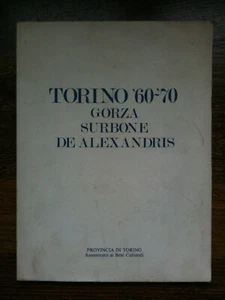 TORINO '60-'70
GORZA
SURBONE
DE ALEXANDRIS
PROVINCIA DI TORINO
Assessorato ai Beni Culturali